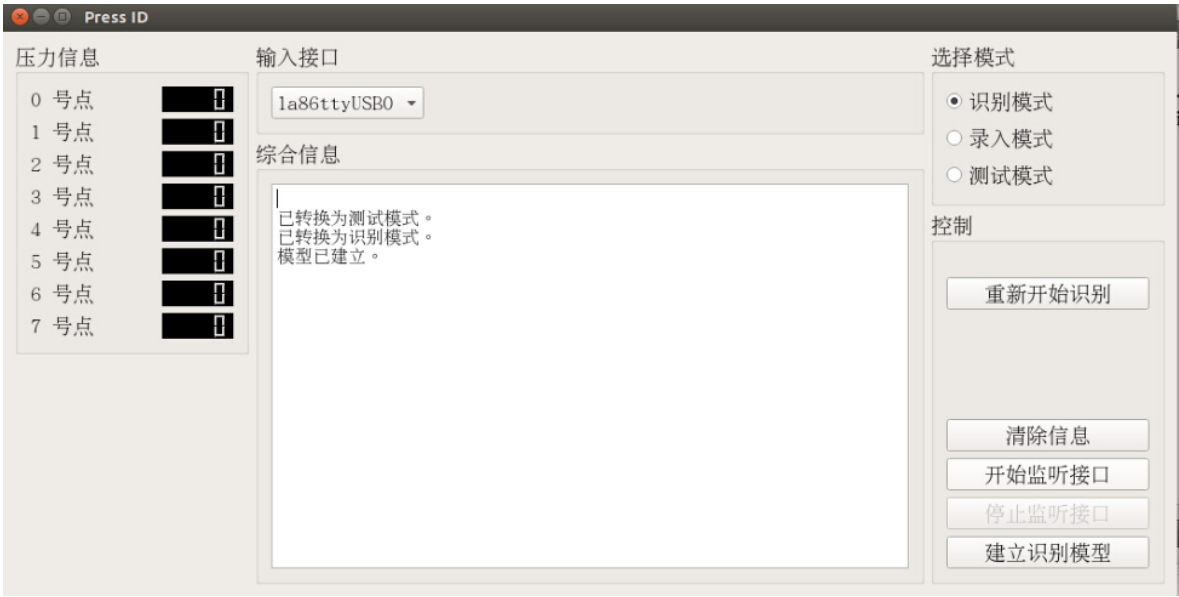 Press ID
压力信息
0 号点 0
1 号点 0
2 号点 0
3 号点 0
4 号点 0
5 号点 0
6 号点 0
7 号点 0
输入接口
1a86ttyUSB0
综合信息
已转换为测试模式。
已转换为识别模式。
模型已建立。
选择模式
识别模式
录入模式
测试模式
控制
重新开始识别
清除信息
开始监听接口
停止监听接口
建立识别模型